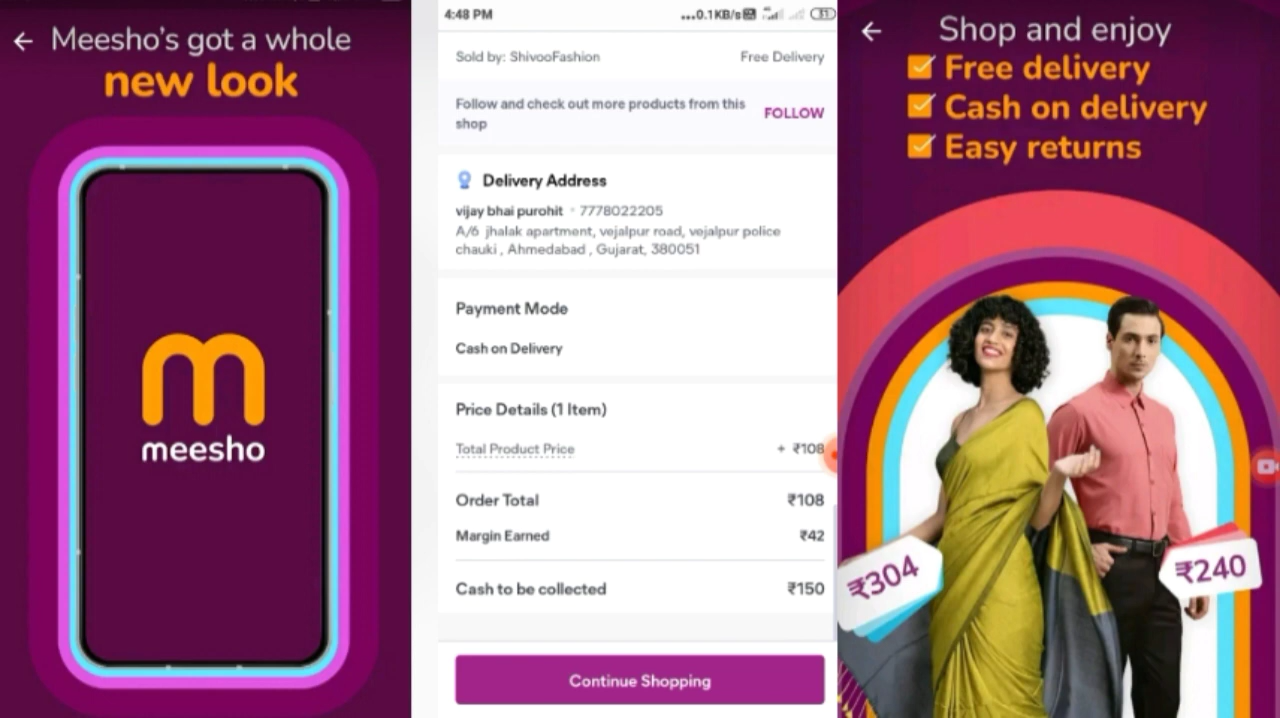 Meesho's got a whole
new look
m
meesho
4:48 PM
...0.1KB/s
4G
31
Sold by: ShivooFashion
Free Delivery
Follow and check out more products from this
shop
FOLLOW
Delivery Address
vijay bhai purohit • 7778022205
A/6 jhalak apartment, vejalpur road, vejalpur police
chauki , Ahmedabad , Gujarat, 380051
Payment Mode
Cash on Delivery
Price Details (1 Item)
Total Product Price
+ ₹108
Order Total
₹108
Margin Earned
₹42
Cash to be collected
₹150
Continue Shopping
Shop and enjoy
Free delivery
Cash on delivery
Easy returns
₹304
₹240